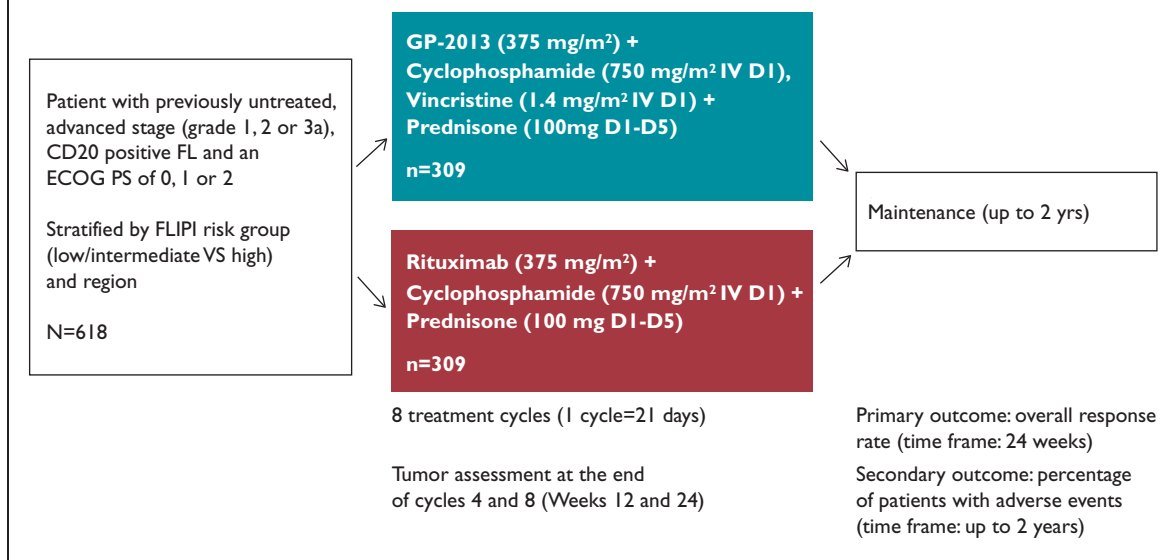 Patient with previously untreated,
advanced stage (grade 1, 2 or 3a),
CD20 positive FL and an
ECOG PS of 0, 1 or 2
Stratified by FLIPI risk group
(low/intermediate VS high)
and region
N=618
GP-2013 (375 mg/m²) +
Cyclophosphamide (750 mg/m² IV D1),
Vincristine (1.4 mg/m² IV D1) +
Prednisone (100mg D1-D5)
n=309
Rituximab (375 mg/m²) +
Cyclophosphamide (750 mg/m² IV D1) +
Prednisone (100 mg D1-D5)
n=309
8 treatment cycles (1 cycle=21 days)
Tumor assessment at the end
of cycles 4 and 8 (Weeks 12 and 24)
Maintenance (up to 2 yrs)
Primary outcome: overall response
rate (time frame: 24 weeks)
Secondary outcome: percentage
of patients with adverse events
(time frame: up to 2 years)